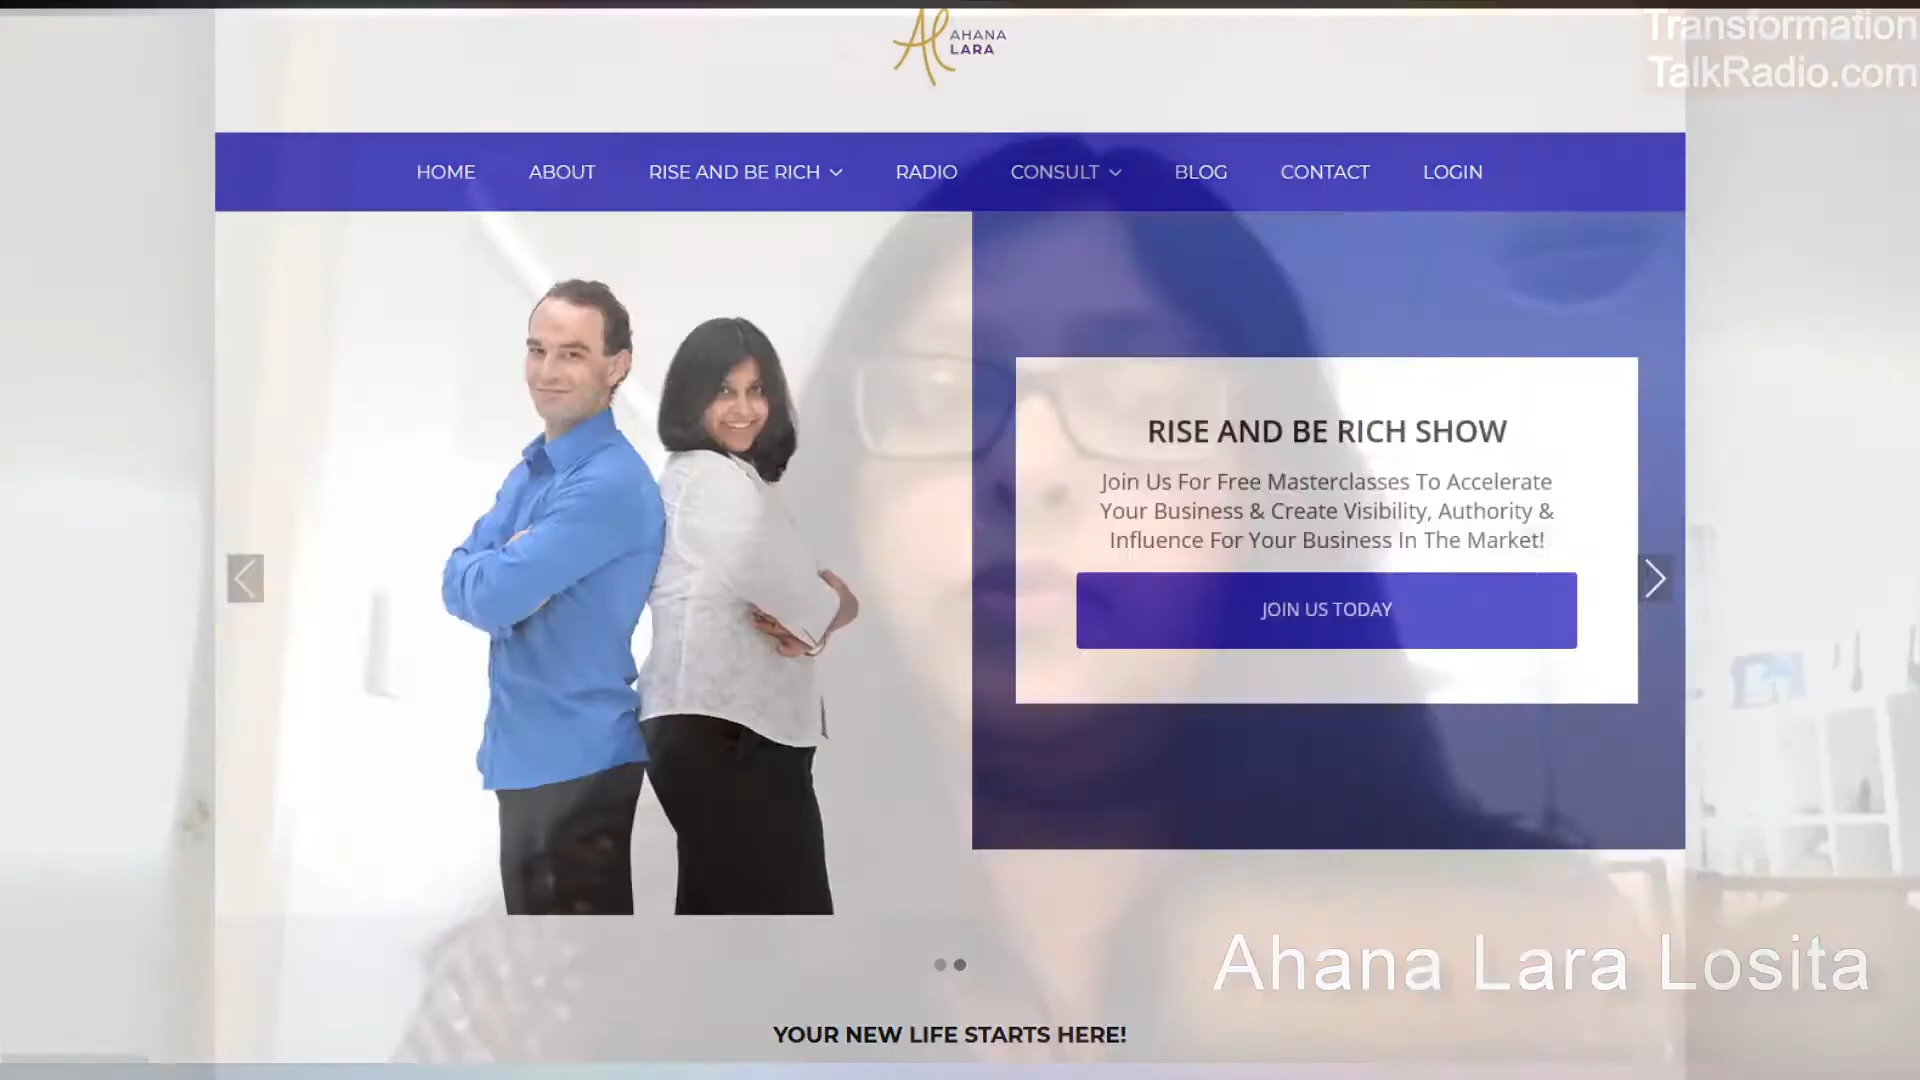 Transformation
TalkRadio.com
AHANA
LARA
HOME ABOUT RISE AND BE RICH RADIO CONSULT BLOG CONTACT LOGIN
RISE AND BE RICH SHOW
Join Us For Free Masterclasses To Accelerate
Your Business & Create Visibility, Authority &
Influence For Your Business In The Market!
JOIN US TODAY
Ahana Lara Losita
YOUR NEW LIFE STARTS HERE!